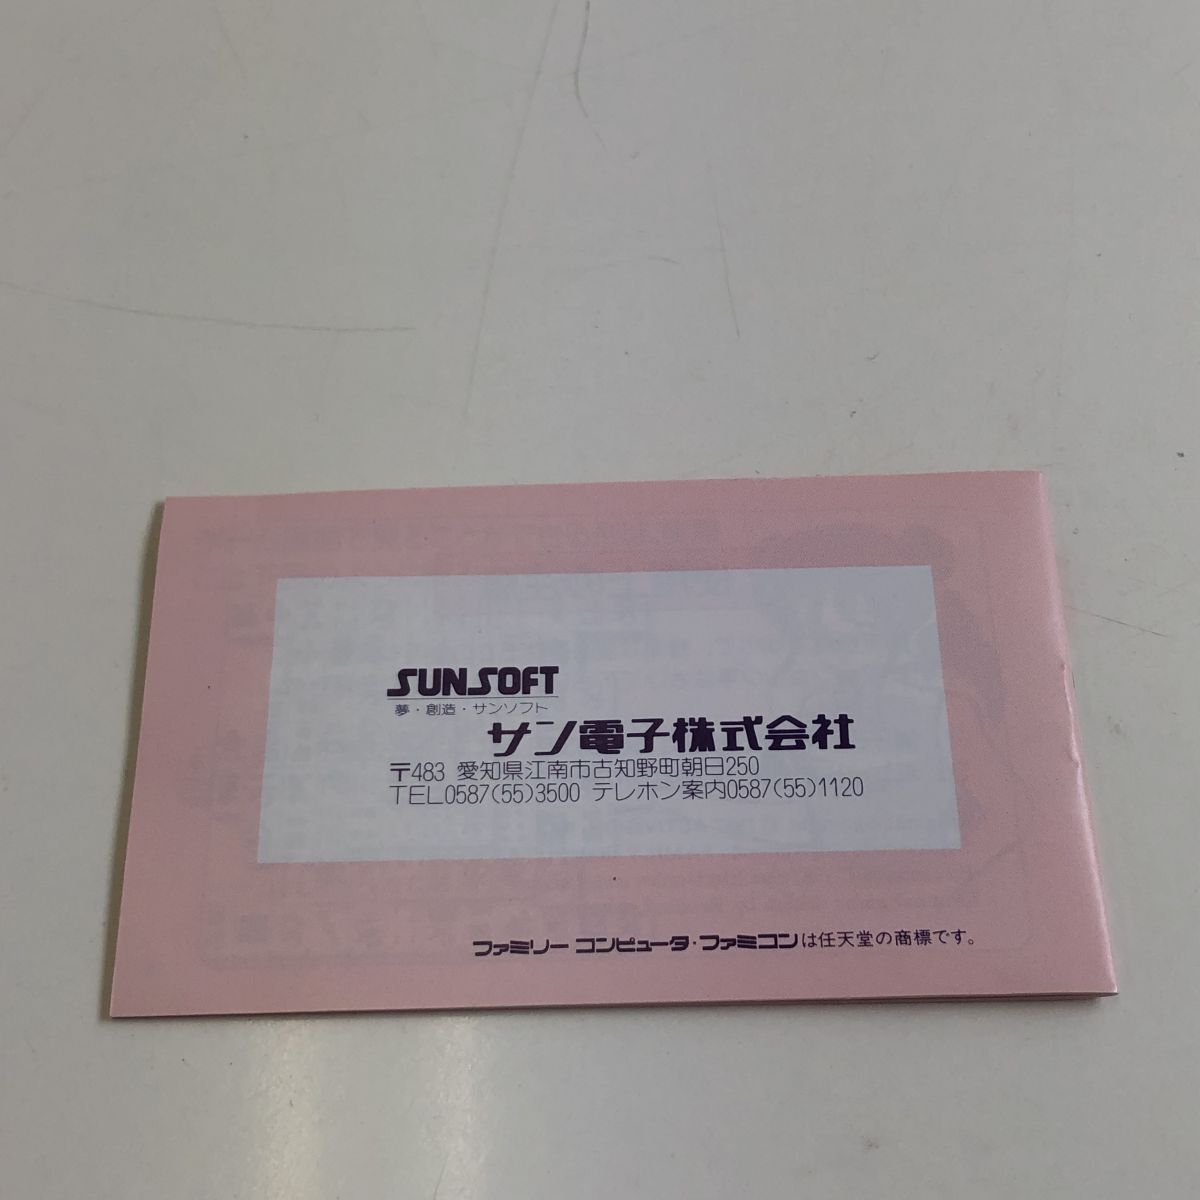 SUNSOFT
夢・創造・サンソフト
サン電子株式会社
〒483 愛知県江南市古知野町朝日250
TEL0587(55)3500 テレホン案内0587(55)1120
ファミリー コンピュータ・ファミコンは任天堂の商標です。